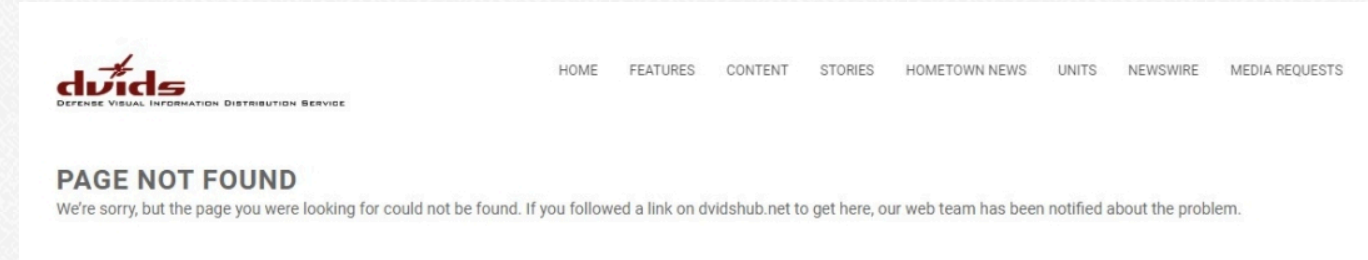 dvids
DEFENSE VISUAL INFORMATION DISTRIBUTION SERVICE
HOME FEATURES CONTENT STORIES HOMETOWN NEWS UNITS NEWSWIRE MEDIA REQUESTS
PAGE NOT FOUND
We're sorry, but the page you were looking for could not be found. If you followed a link on dvidshub.net to get here, our web team has been notified about the problem.